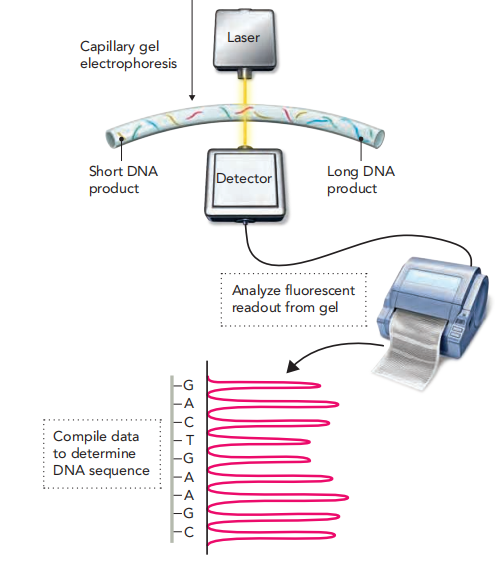 Capillary gel
electrophoresis
Laser
Short DNA
product
Detector
Long DNA
product
Analyze fluorescent
readout from gel
Compile data
to determine
DNA sequence
–G
–A
–C
–T
–G
–A
–A
–G
–C